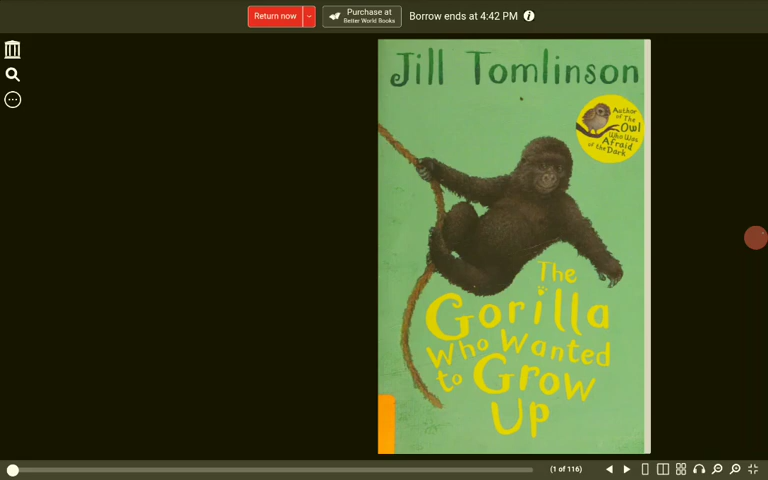 Return now
Purchase at
Better World Books
Borrow ends at 4:42 PM
Jill Tomlinson
Author
of The
Owl
Who Was
Afraid
of the Dark
The
Gorilla
Who Wanted
to Grow
Up
(1 of 116)